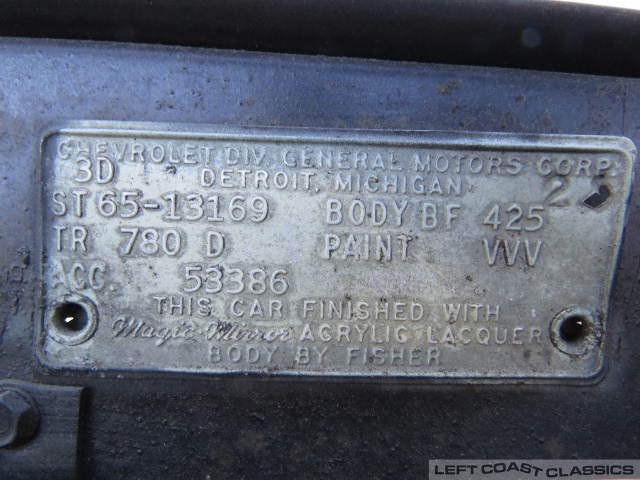 CHEVROLET DIV. GENERAL MOTORS CORP.
3D DETROIT, MICHIGAN 2
ST 65-13169 BODY BF 425
TR 780 D PAINT VVV
ACC. 53386
THIS CAR FINISHED WITH
Magic-Mirror ACRYLIC LACQUER
BODY BY FISHER
LEFT COAST CLASSICS